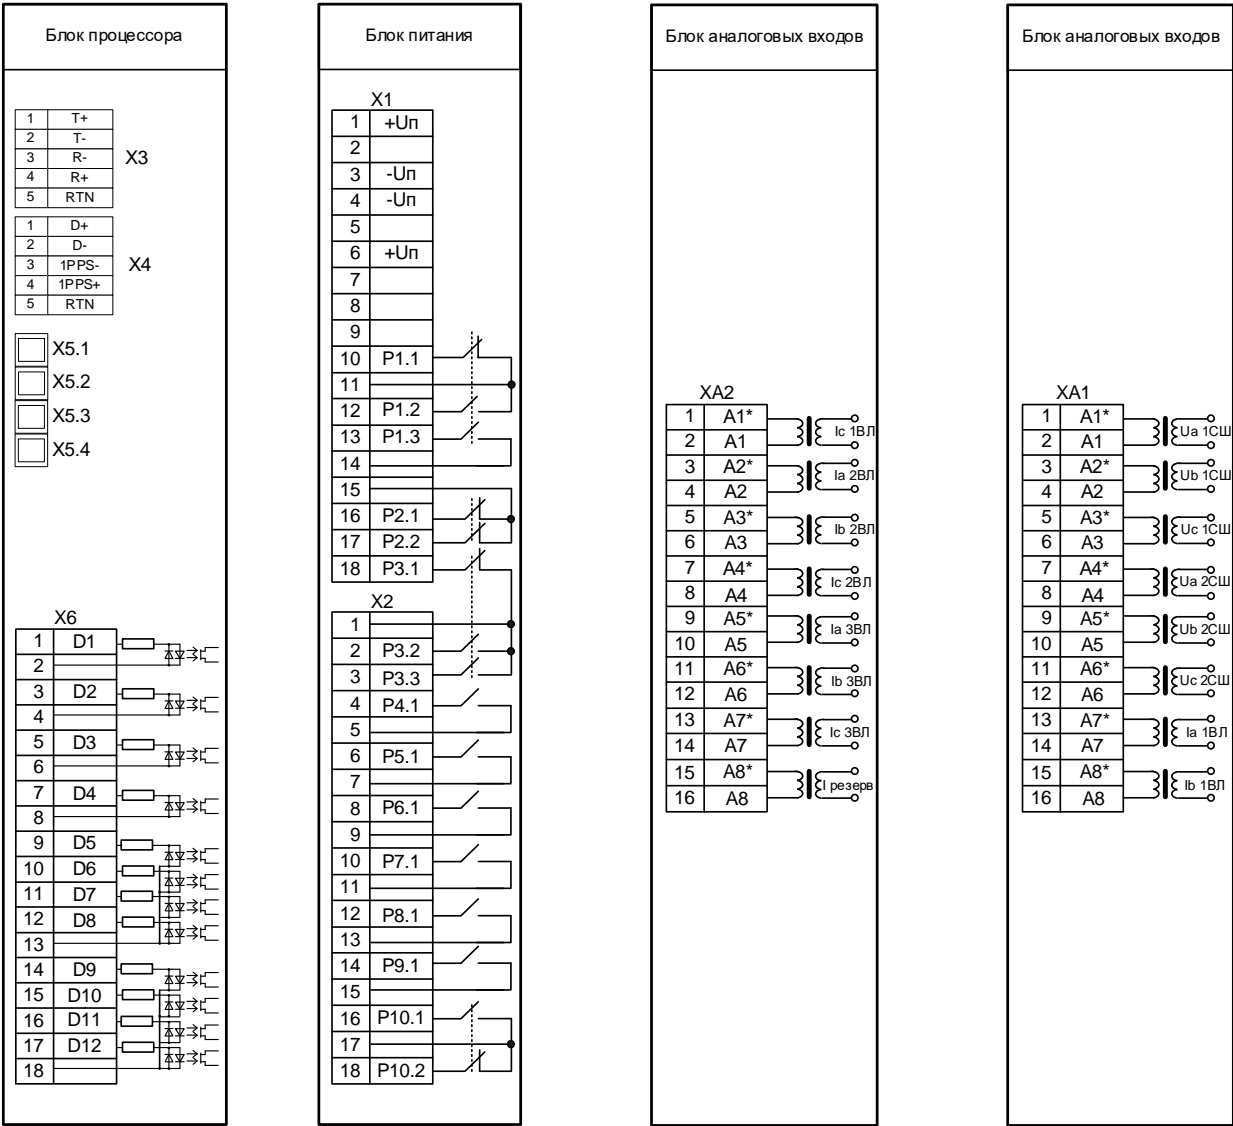 Блок процессора
X3
1 T+
2 T-
3 R-
4 R+
5 RTN
X4
1 D+
2 D-
3 1PPS-
4 1PPS+
5 RTN
X5.1
X5.2
X5.3
X5.4
X6
1 D1
2
3 D2
4
5 D3
6
7 D4
8
9 D5
10 D6
11 D7
12 D8
13
14 D9
15 D10
16 D11
17 D12
18
Блок питания
X1
1 +Uп
2
3 -Uп
4 -Uп
5
6 +Uп
7
8
9
10 P1.1
11
12 P1.2
13 P1.3
14
15
16 P2.1
17 P2.2
18 P3.1
X2
1
2 P3.2
3 P3.3
4 P4.1
5
6 P5.1
7
8 P6.1
9
10 P7.1
11
12 P8.1
13
14 P9.1
15
16 P10.1
17
18 P10.2
Блок аналоговых входов
XA2
1 A1* Ic 1ВЛ
2 A1
3 A2* Ia 2ВЛ
4 A2
5 A3* Ib 2ВЛ
6 A3
7 A4* Ic 2ВЛ
8 A4
9 A5* Ia 3ВЛ
10 A5
11 A6* Ib 3ВЛ
12 A6
13 A7* Ic 3ВЛ
14 A7
15 A8* I резерв
16 A8
Блок аналоговых входов
XA1
1 A1* Ua 1СШ
2 A1
3 A2* Ub 1СШ
4 A2
5 A3* Uc 1СШ
6 A3
7 A4* Ua 2СШ
8 A4
9 A5* Ub 2СШ
10 A5
11 A6* Uc 2СШ
12 A6
13 A7* Ia 1ВЛ
14 A7
15 A8* Ib 1ВЛ
16 A8